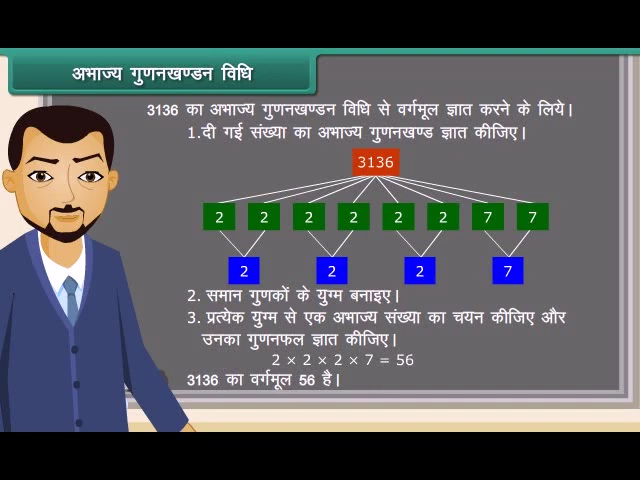 अभाज्य गुणनखण्डन विधि
3136 का अभाज्य गुणनखण्डन विधि से वर्गमूल ज्ञात करने के लिये।
1.दी गई संख्या का अभाज्य गुणनखण्ड ज्ञात कीजिए।
3136
2 2 2 2 2 2 7 7
2 2 2 7
2. समान गुणकों के युग्म बनाइए।
3. प्रत्येक युग्म से एक अभाज्य संख्या का चयन कीजिए और
उनका गुणनफल ज्ञात कीजिए।
2 × 2 × 2 × 7 = 56
3136 का वर्गमूल 56 है।